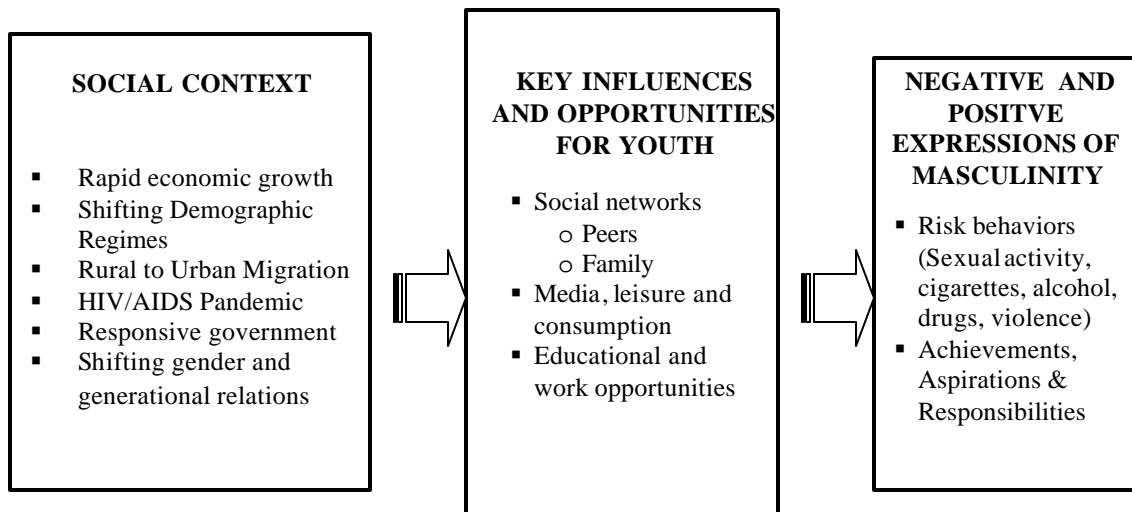 SOCIAL CONTEXT
▪ Rapid economic growth
▪ Shifting Demographic
Regimes
▪ Rural to Urban Migration
▪ HIV/AIDS Pandemic
▪ Responsive government
▪ Shifting gender and
generational relations
KEY INFLUENCES
AND OPPORTUNITIES
FOR YOUTH
▪ Social networks
o Peers
o Family
▪ Media, leisure and
consumption
▪ Educational and
work opportunities
NEGATIVE AND
POSITVE
EXPRESSIONS OF
MASCULINITY
▪ Risk behaviors
(Sexual activity,
cigarettes, alcohol,
drugs, violence)
▪ Achievements,
Aspirations &
Responsibilities